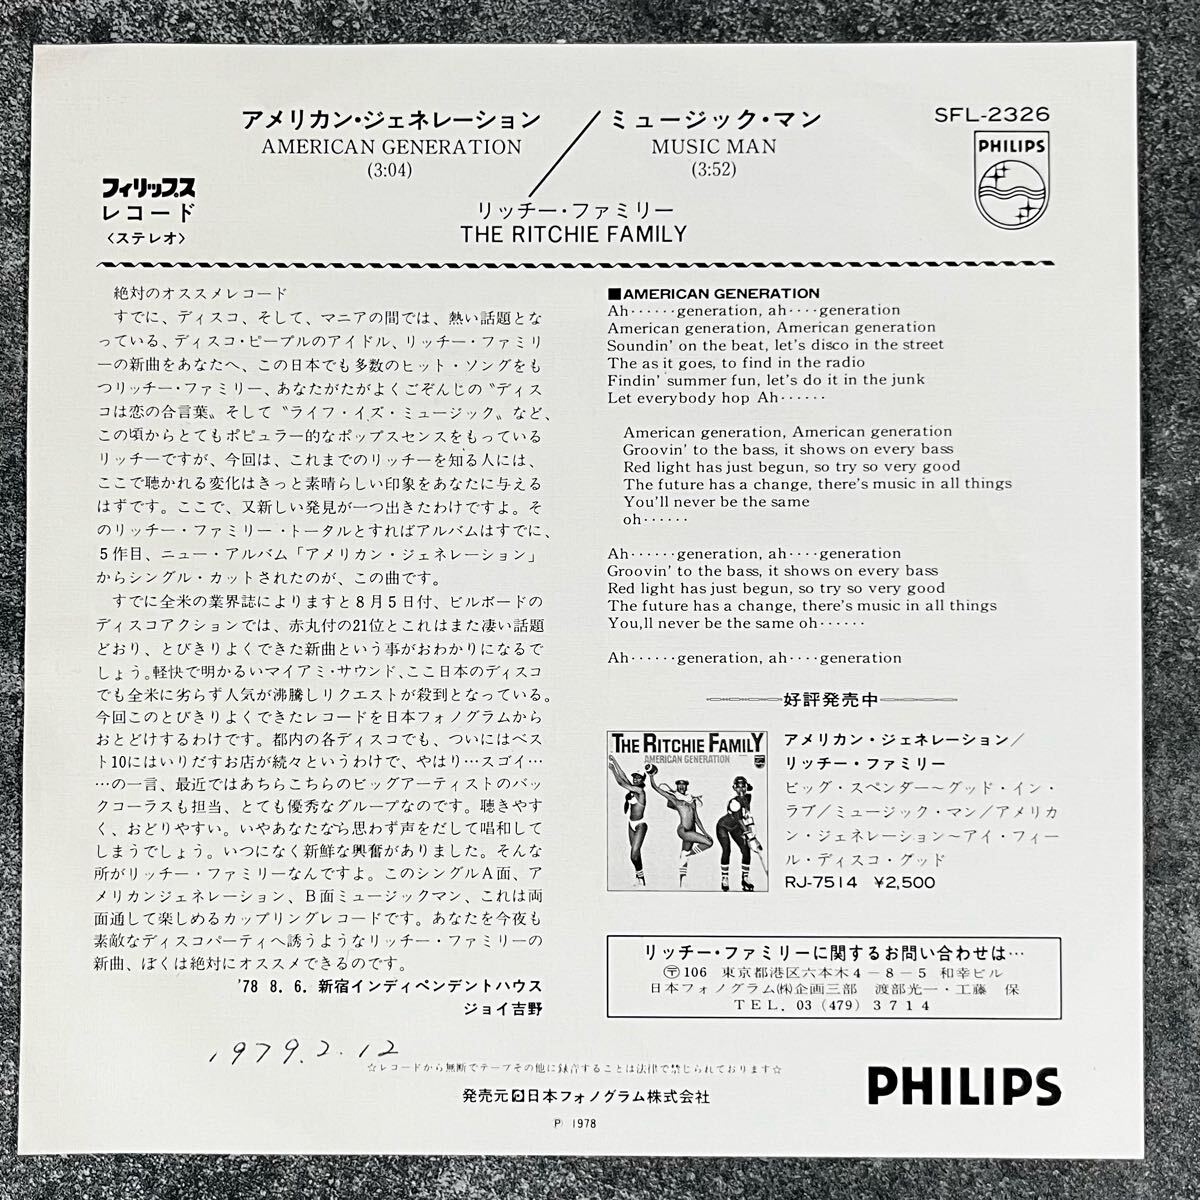 アメリカン・ジェネレーション／ミュージック・マン
AMERICAN GENERATION
(3:04)
MUSIC MAN
(3:52)
SFL-2326
PHILIPS
フィリップス
レコード
〈ステレオ〉
リッチー・ファミリー
THE RITCHIE FAMILY
絶対のオススメレコード
すでに、ディスコ、そして、マニアの間では、熱い話題とな
っている、ディスコ・ピープルのアイドル、リッチー・ファミリ
ーの新曲をあなたへ、この日本でも多数のヒット・ソングをも
つリッチー・ファミリー、あなたがたがよくごぞんじの〝ディス
コは恋の合言葉〟そして〝ライフ・イズ・ミュージック〟など、
この頃からとてもポピュラー的なポップスセンスをもっている
リッチーですが、今回は、これまでのリッチーを知る人には、
ここで聴かれる変化はきっと素晴らしい印象をあなたに与える
はずです。ここで、又新しい発見が一つ出きたわけですよ。そ
のリッチー・ファミリー・トータルとすればアルバムはすでに、
5作目、ニュー・アルバム「アメリカン・ジェネレーション」
からシングル・カットされたのが、この曲です。
すでに全米の業界誌によりますと8月5日付、ビルボードの
ディスコアクションでは、赤丸付の21位とこれはまた凄い話題
どおり、とびきりよくできた新曲という事がおわかりになるで
しょう。軽快で明かるいマイアミ・サウンド、ここ日本のディスコ
でも全米に劣らず人気が沸騰しリクエストが殺到となっている。
今回このとびきりよくできたレコードを日本フォノグラムから
おとどけするわけです。都内の各ディスコでも、ついにはベス
ト10にはいりだすお店が続々というわけで、やはり…スゴイ…
…の一言、最近ではあちらこちらのビッグアーティストのバッ
クコーラスも担当、とても優秀なグループなのです。聴きやす
く、おどりやすい。いやあなたなら思わず声をだして唱和して
しまうでしょう。いつになく新鮮な興奮がありました。そんな
所がリッチー・ファミリーなんですよ。このシングルA面、ア
メリカンジェネレーション、B面ミュージックマン、これは両
面通して楽しめるカップリングレコードです。あなたを今夜も
素敵なディスコパーティへ誘うようなリッチー・ファミリーの
新曲、ぼくは絶対にオススメできるのです。
'78 8. 6. 新宿インディペンデントハウス
ジョイ吉野
■AMERICAN GENERATION
Ah‥‥‥generation, ah‥‥generation
American generation, American generation
Soundin' on the beat, let's disco in the street
The as it goes, to find in the radio
Findin' summer fun, let's do it in the junk
Let everybody hop Ah‥‥‥
American generation, American generation
Groovin' to the bass, it shows on every bass
Red light has just begun, so try so very good
The future has a change, there's music in all things
You'll never be the same
oh‥‥‥
Ah‥‥‥generation, ah‥‥generation
Groovin' to the bass, it shows on every bass
Red light has just begun, so try so very good
The future has a change, there's music in all things
You,ll never be the same oh‥‥‥
Ah‥‥‥generation, ah‥‥generation
好評発売中
THE RITCHIE FAMILY
AMERICAN GENERATION
アメリカン・ジェネレーション／
リッチー・ファミリー
ビッグ・スペンダー～グッド・イン・
ラブ／ミュージック・マン／アメリカ
ン・ジェネレーション～アイ・フィー
ル・ディスコ・グッド
RJ-7514 ¥2,500
リッチー・ファミリーに関するお問い合わせは…
〒106 東京都港区六本木4－8－5 和幸ビル
日本フォノグラム㈱企画三部 渡部光一・工藤 保
TEL. 03 (479) 3714
1979. 2. 12
☆レコードから無断でテープその他に録音することは法律で禁じられております☆
発売元 日本フォノグラム株式会社
PHILIPS
Ⓟ 1978